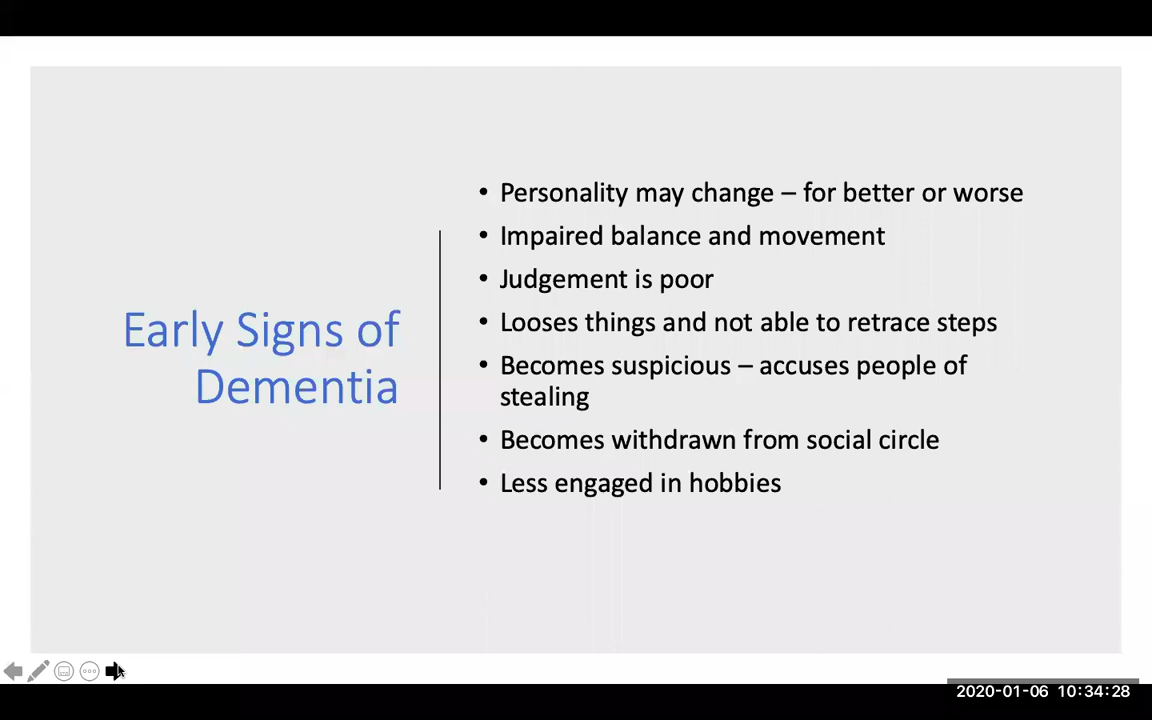 Early Signs of
Dementia
• Personality may change – for better or worse
• Impaired balance and movement
• Judgement is poor
• Looses things and not able to retrace steps
• Becomes suspicious – accuses people of
stealing
• Becomes withdrawn from social circle
• Less engaged in hobbies
2020-01-06 10:34:28